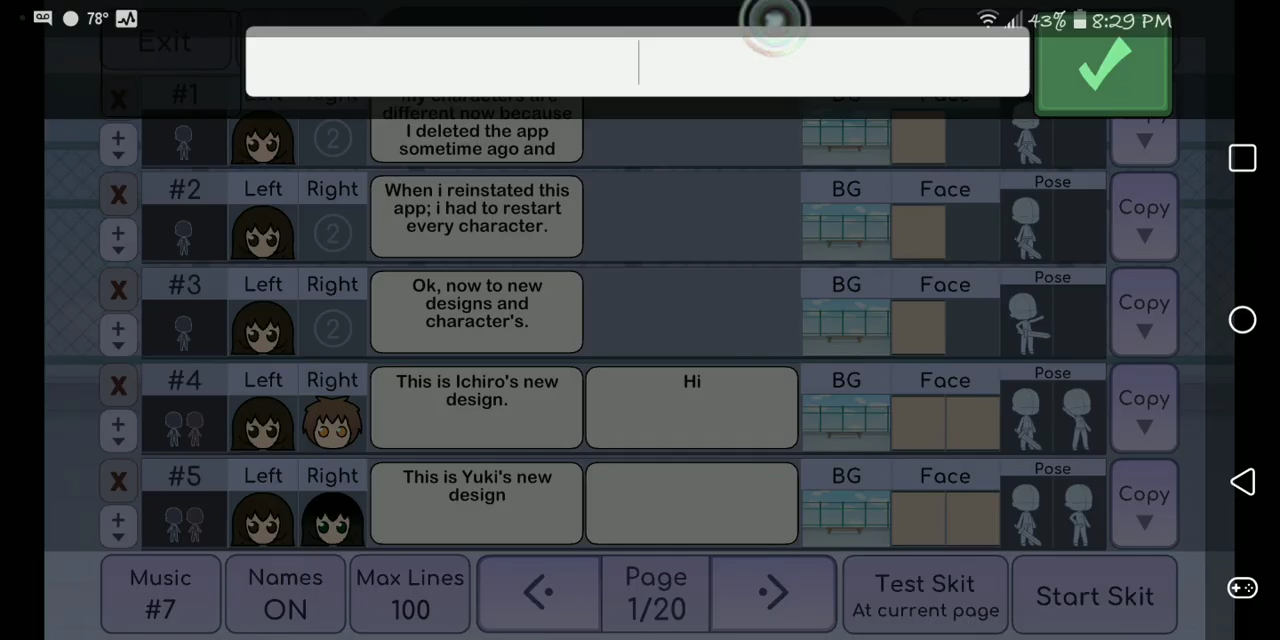 78° 43% 8:29 PM
Exit
X #1 Left Right BG Face
My characters are
different now because
I deleted the app
sometime ago and
+ 2
X #2 Left Right BG Face Pose
When i reinstated this
app; i had to restart
every character.
+ 2 Copy
X #3 Left Right BG Face Pose
Ok, now to new
designs and
character's.
+ 2 Copy
X #4 Left Right BG Face Pose
This is Ichiro's new
design.
Hi
+ Copy
X #5 Left Right BG Face Pose
This is Yuki's new
design
+ Copy
Music
#7
Names
ON
Max Lines
100
Page
1/20
Test Skit
At current page
Start Skit